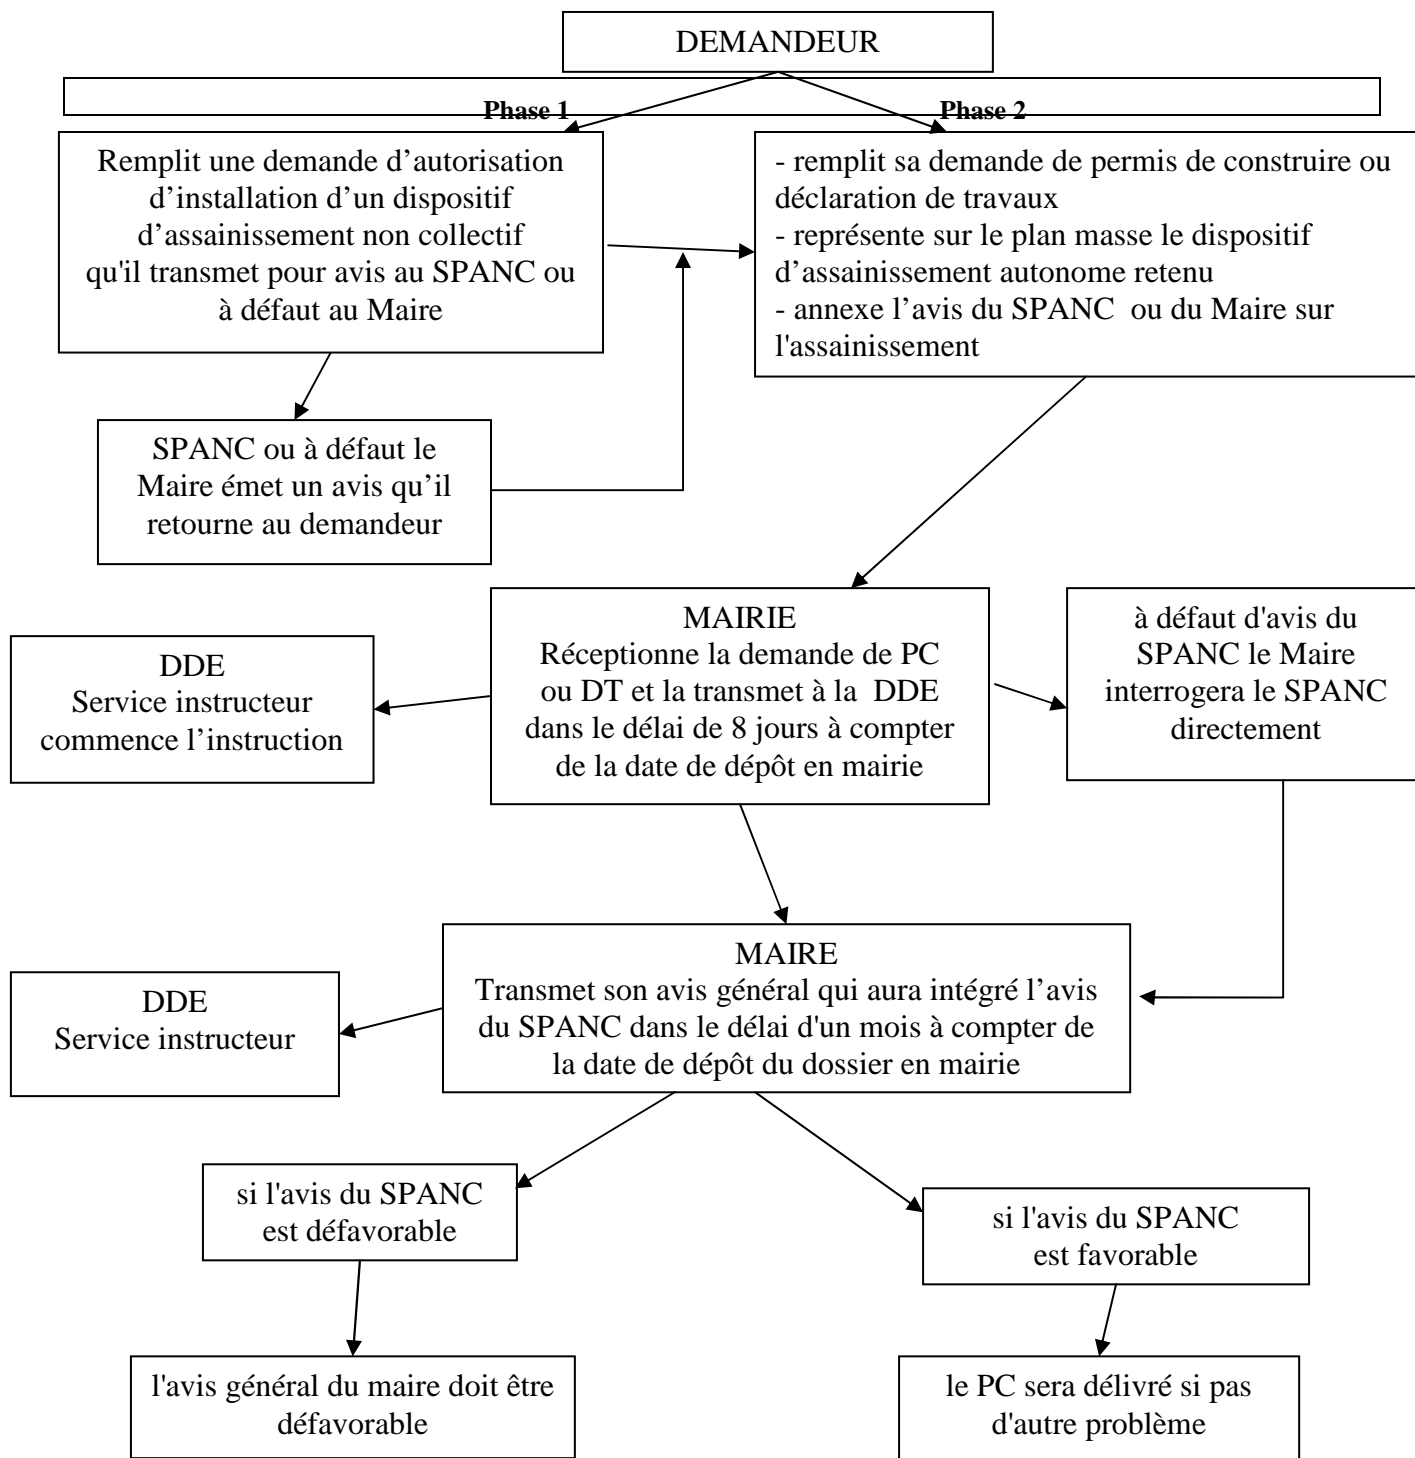 DEMANDEUR
Phase 1
Phase 2
Remplit une demande d’autorisation
d’installation d’un dispositif
d’assainissement non collectif
qu'il transmet pour avis au SPANC ou
à défaut au Maire
- remplit sa demande de permis de construire ou
déclaration de travaux
- représente sur le plan masse le dispositif
d’assainissement autonome retenu
- annexe l’avis du SPANC ou du Maire sur
l'assainissement
SPANC ou à défaut le
Maire émet un avis qu’il
retourne au demandeur
MAIRIE
Réceptionne la demande de PC
ou DT et la transmet à la DDE
dans le délai de 8 jours à compter
de la date de dépôt en mairie
à défaut d'avis du
SPANC le Maire
interrogera le SPANC
directement
DDE
Service instructeur
commence l’instruction
MAIRE
Transmet son avis général qui aura intégré l’avis
du SPANC dans le délai d'un mois à compter de
la date de dépôt du dossier en mairie
DDE
Service instructeur
si l'avis du SPANC
est défavorable
si l'avis du SPANC
est favorable
l'avis général du maire doit être
défavorable
le PC sera délivré si pas
d'autre problème